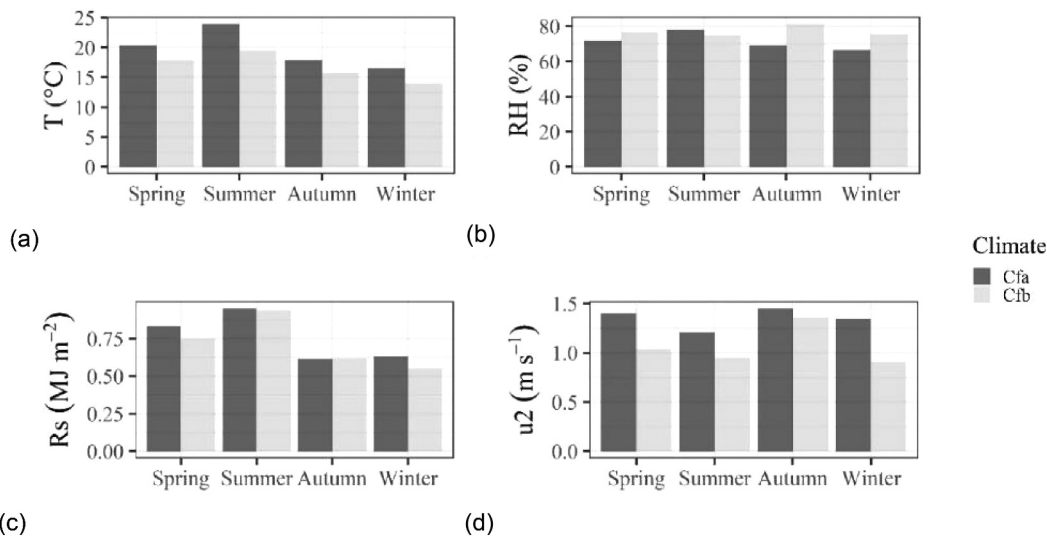 25
20
15
10
5
0
T (°C)
Spring Summer Autumn Winter
(a)
80
60
40
20
0
RH (%)
Spring Summer Autumn Winter
(b)
Climate
Cfa
Cfb
0.75
0.50
0.25
0.00
Rs (MJ m⁻²)
Spring Summer Autumn Winter
(c)
1.5
1.0
0.5
0.0
u2 (m s⁻¹)
Spring Summer Autumn Winter
(d)